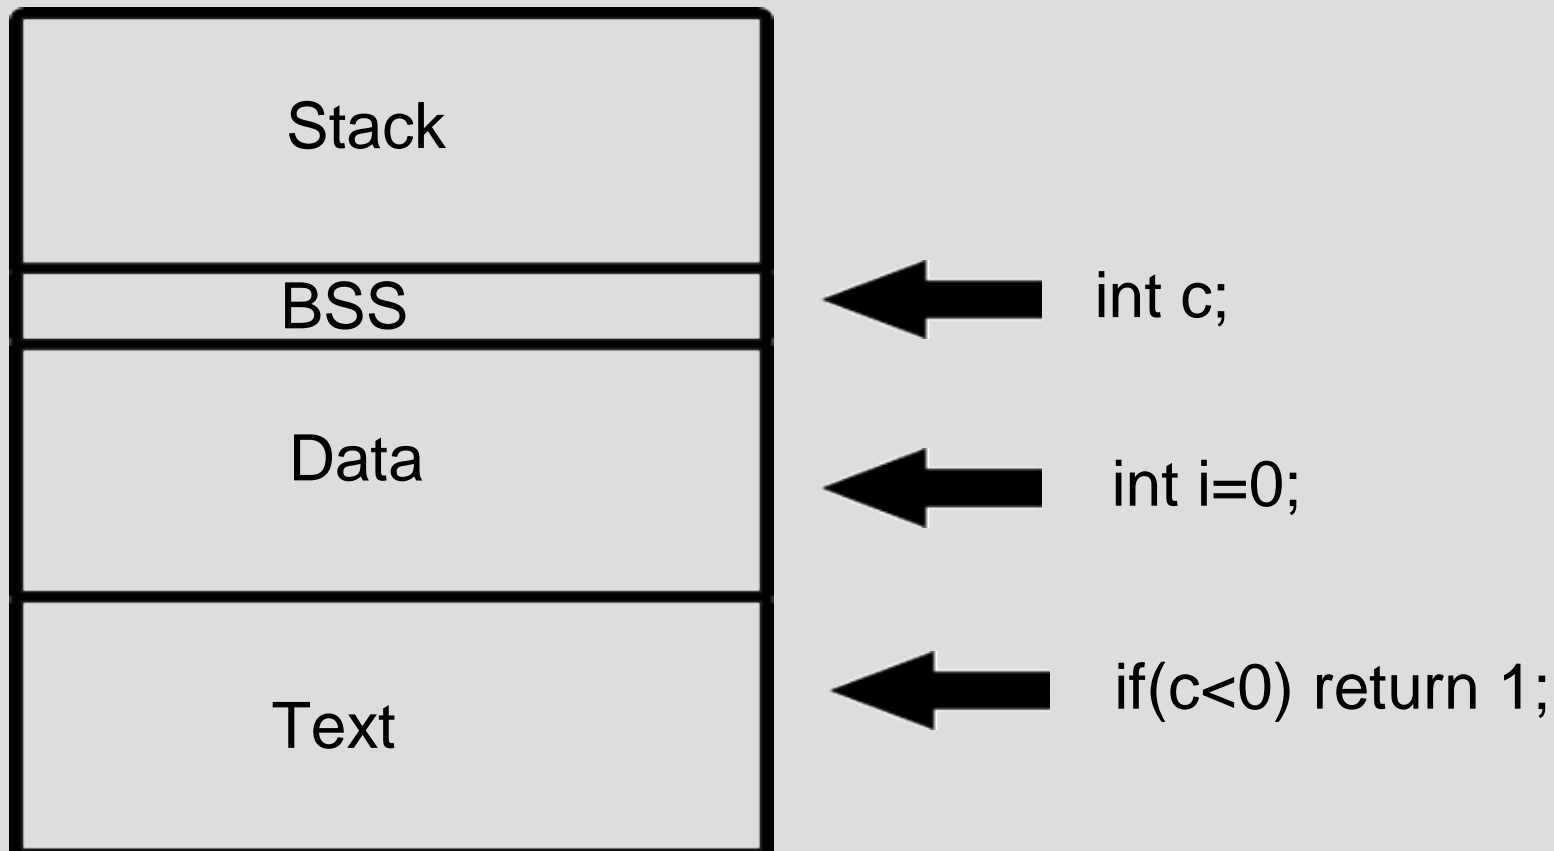 Stack
BSS
int c;
Data
int i=0;
Text
if(c<0) return 1;